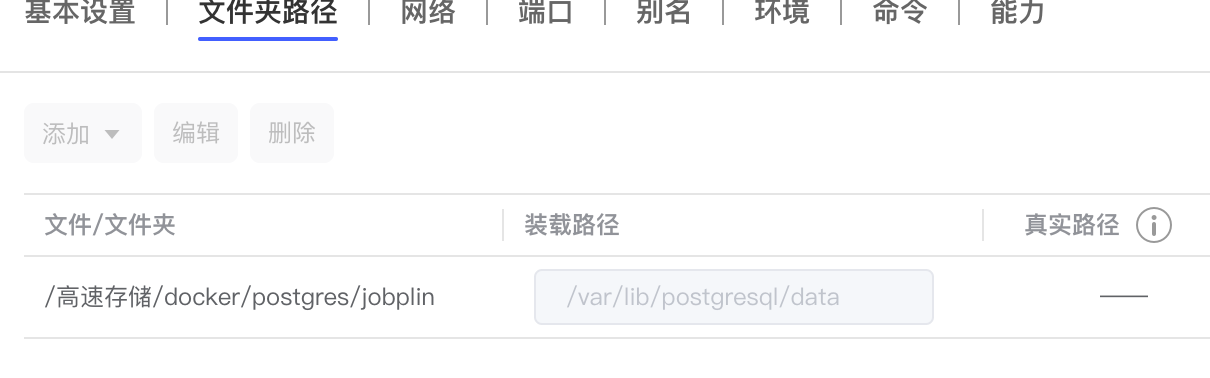 基本设置 文件夹路径 网络 端口 别名 环境 命令 能力
添加 编辑 删除
文件/文件夹 装载路径 真实路径
/高速存储/docker/postgres/jobplin /var/lib/postgresql/data